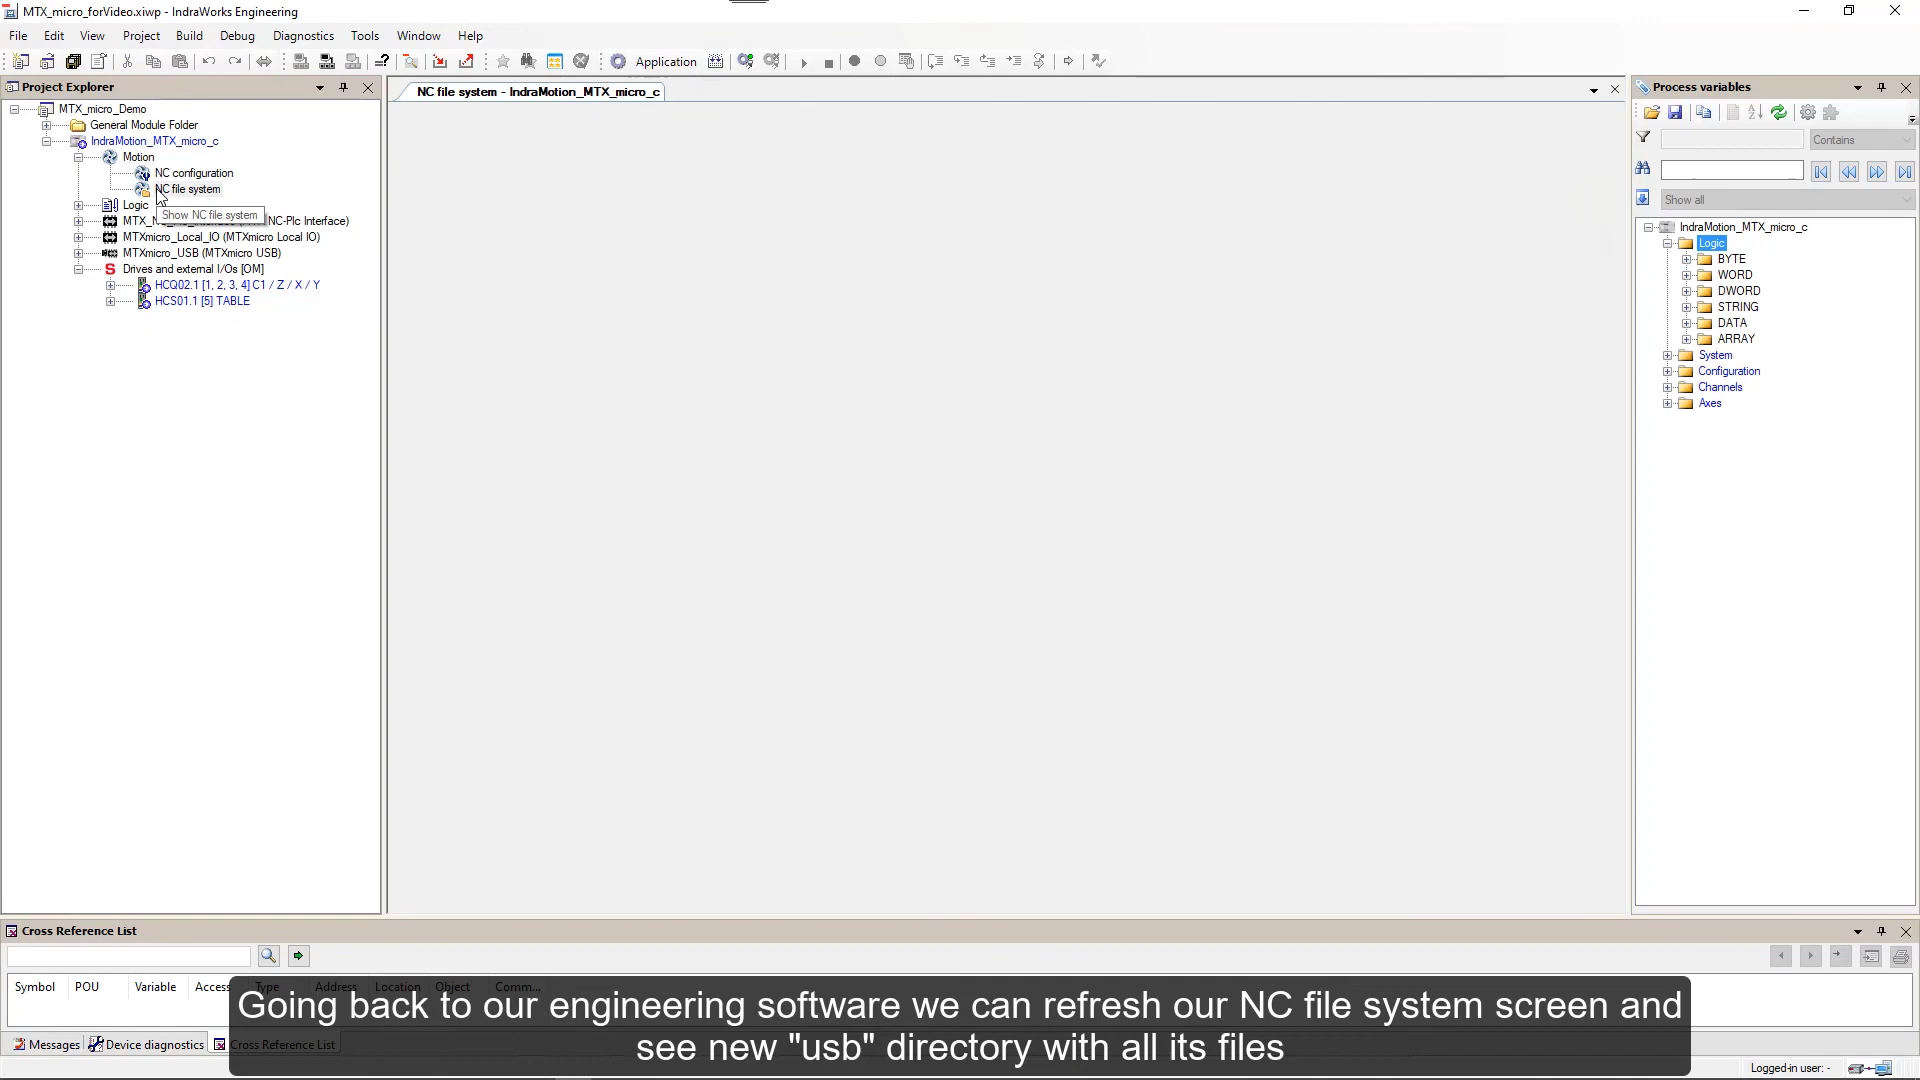 MTX_micro_forVideo.xiwp - IndraWorks Engineering
File Edit View Project Build Debug Diagnostics Tools Window Help
Application
Project Explorer
MTX_micro_Demo
General Module Folder
IndraMotion_MTX_micro_c
Motion
NC configuration
NC file system
Logic
Show NC file system
NC-Plc Interface)
MTXmicro_Local_IO (MTXmicro Local IO)
MTXmicro_USB (MTXmicro USB)
Drives and external I/Os [OM]
HCQ02.1 [1, 2, 3, 4] C1 / Z / X / Y
HCS01.1 [5] TABLE
NC file system - IndraMotion_MTX_micro_c
Process variables
Contains
Show all
IndraMotion_MTX_micro_c
Logic
BYTE
WORD
DWORD
STRING
DATA
ARRAY
System
Configuration
Channels
Axes
Cross Reference List
Symbol POU Variable Access Type Address Location Object Comm...
Going back to our engineering software we can refresh our NC file system screen and
see new "usb" directory with all its files
Messages Device diagnostics Cross Reference List
Logged-in user: -